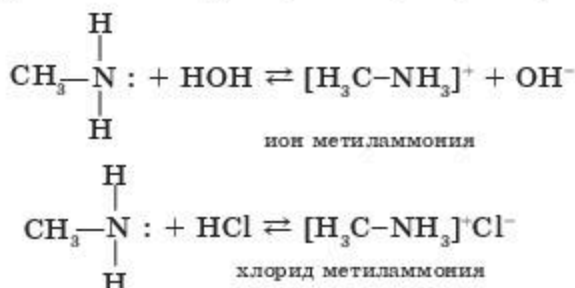 H
CH₃—N : + HOH ⇄ [H₃C–NH₃]⁺ + OH⁻
H
ион метиламмония
H
CH₃—N : + HCl ⇄ [H₃C–NH₃]⁺Cl⁻
H
хлорид метиламмония